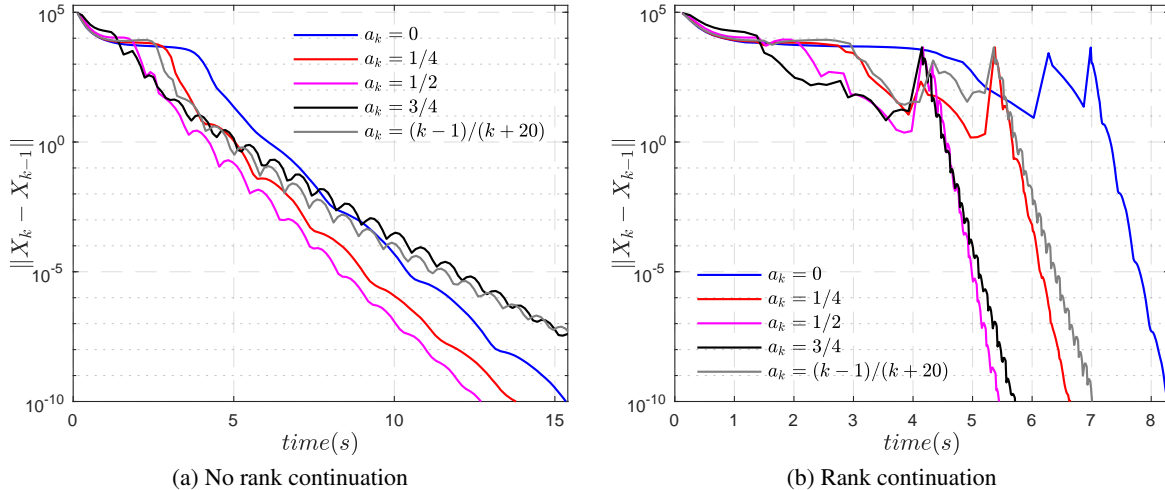 10^5
10^0
10^-5
10^-10
||X_k − X_{k−1}||
a_k = 0
a_k = 1/4
a_k = 1/2
a_k = 3/4
a_k = (k − 1)/(k + 20)
0 5 10 15
time(s)
(a) No rank continuation
10^5
10^0
10^-5
10^-10
||X_k − X_{k−1}||
a_k = 0
a_k = 1/4
a_k = 1/2
a_k = 3/4
a_k = (k − 1)/(k + 20)
0 1 2 3 4 5 6 7 8
time(s)
(b) Rank continuation